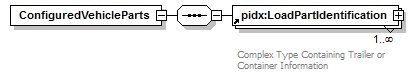 ConfiguredVehicleParts
pidx:LoadPartIdentification
1..∞
Complex Type Containing Trailer or
Container Information